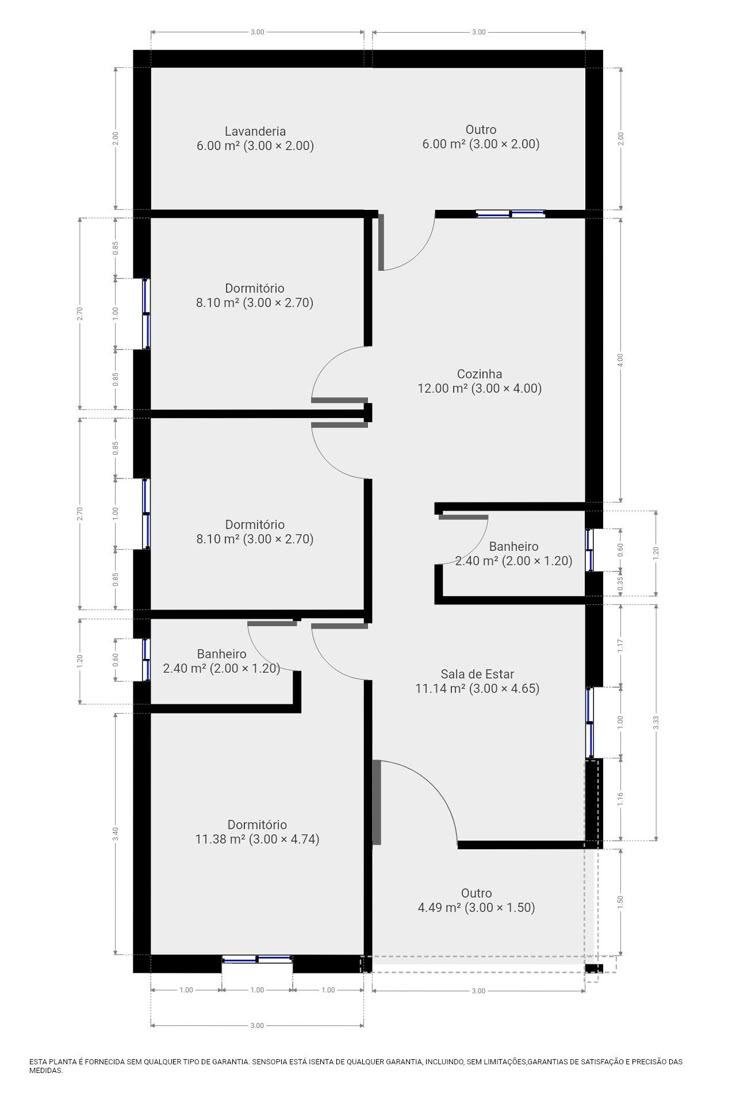 3.00
3.00
2.00
Lavanderia
6.00 m² (3.00 × 2.00)
Outro
6.00 m² (3.00 × 2.00)
2.00
0.85
2.70
1.00
0.85
Dormitório
8.10 m² (3.00 × 2.70)
Cozinha
12.00 m² (3.00 × 4.00)
4.00
0.85
2.70
1.00
0.85
Dormitório
8.10 m² (3.00 × 2.70)
Banheiro
2.40 m² (2.00 × 1.20)
0.60
0.35
1.20
1.20
0.60
Banheiro
2.40 m² (2.00 × 1.20)
Sala de Estar
11.14 m² (3.00 × 4.65)
1.17
1.00
3.33
1.16
3.40
Dormitório
11.38 m² (3.00 × 4.74)
Outro
4.49 m² (3.00 × 1.50)
1.50
1.00
1.00
1.00
3.00
3.00
ESTA PLANTA É FORNECIDA SEM QUALQUER TIPO DE GARANTIA. SENSOPIA ESTÁ ISENTA DE QUALQUER GARANTIA, INCLUINDO, SEM LIMITAÇÕES,GARANTIAS DE SATISFAÇÃO E PRECISÃO DAS
MEDIDAS.